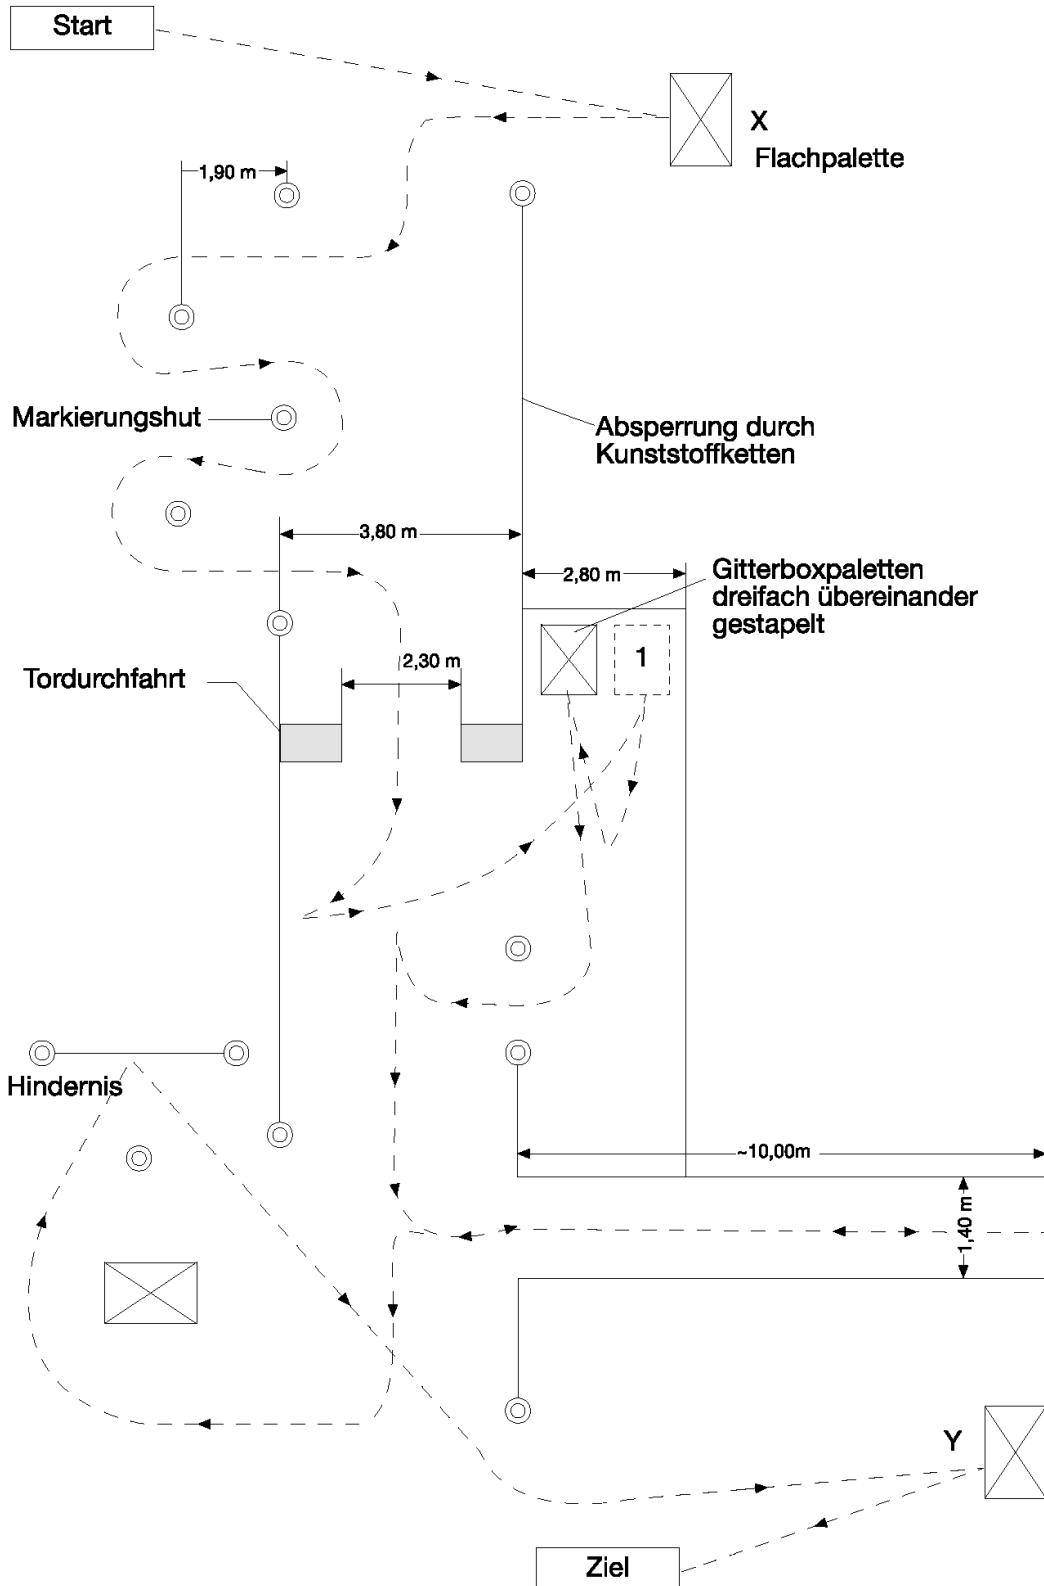 Start
X
Flachpalette
1,90 m
Markierungshut
Absperrung durch
Kunststoffketten
3,80 m
2,80 m
Gitterboxpaletten
dreifach übereinander
gestapelt
1
2,30 m
Tordurchfahrt
Hindernis
~10,00m
1,40 m
Y
Ziel